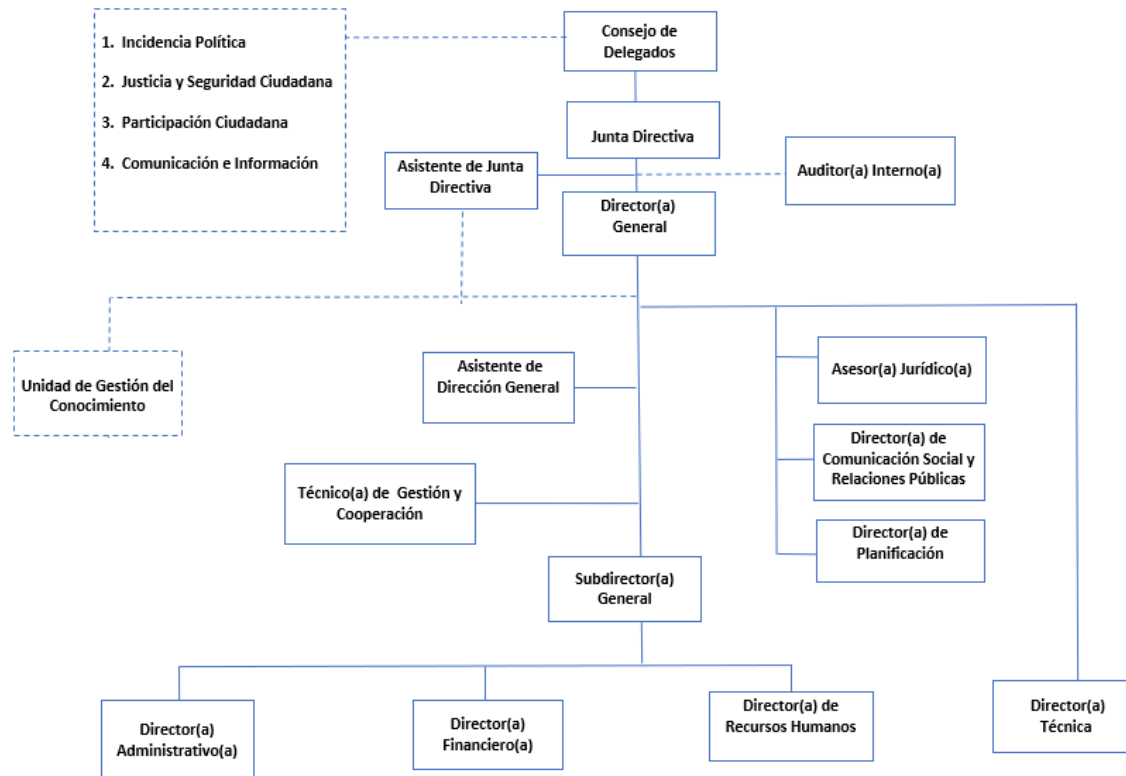 Consejo de
Delegados
1. Incidencia Política
2. Justicia y Seguridad Ciudadana
3. Participación Ciudadana
4. Comunicación e Información
Junta Directiva
Asistente de Junta
Directiva
Auditor(a) Interno(a)
Director(a)
General
Unidad de Gestión del
Conocimiento
Asistente de
Dirección General
Asesor(a) Jurídico(a)
Director(a) de
Comunicación Social y
Relaciones Públicas
Técnico(a) de Gestión y
Cooperación
Director(a) de
Planificación
Subdirector(a)
General
Director(a)
Administrativo(a)
Director(a)
Financiero(a)
Director(a) de
Recursos Humanos
Director(a)
Técnica